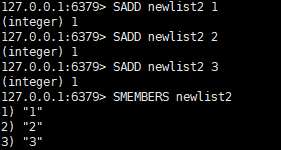 127.0.0.1:6379> SADD newlist2 1
(integer) 1
127.0.0.1:6379> SADD newlist2 2
(integer) 1
127.0.0.1:6379> SADD newlist2 3
(integer) 1
127.0.0.1:6379> SMEMBERS newlist2
1) "1"
2) "2"
3) "3"